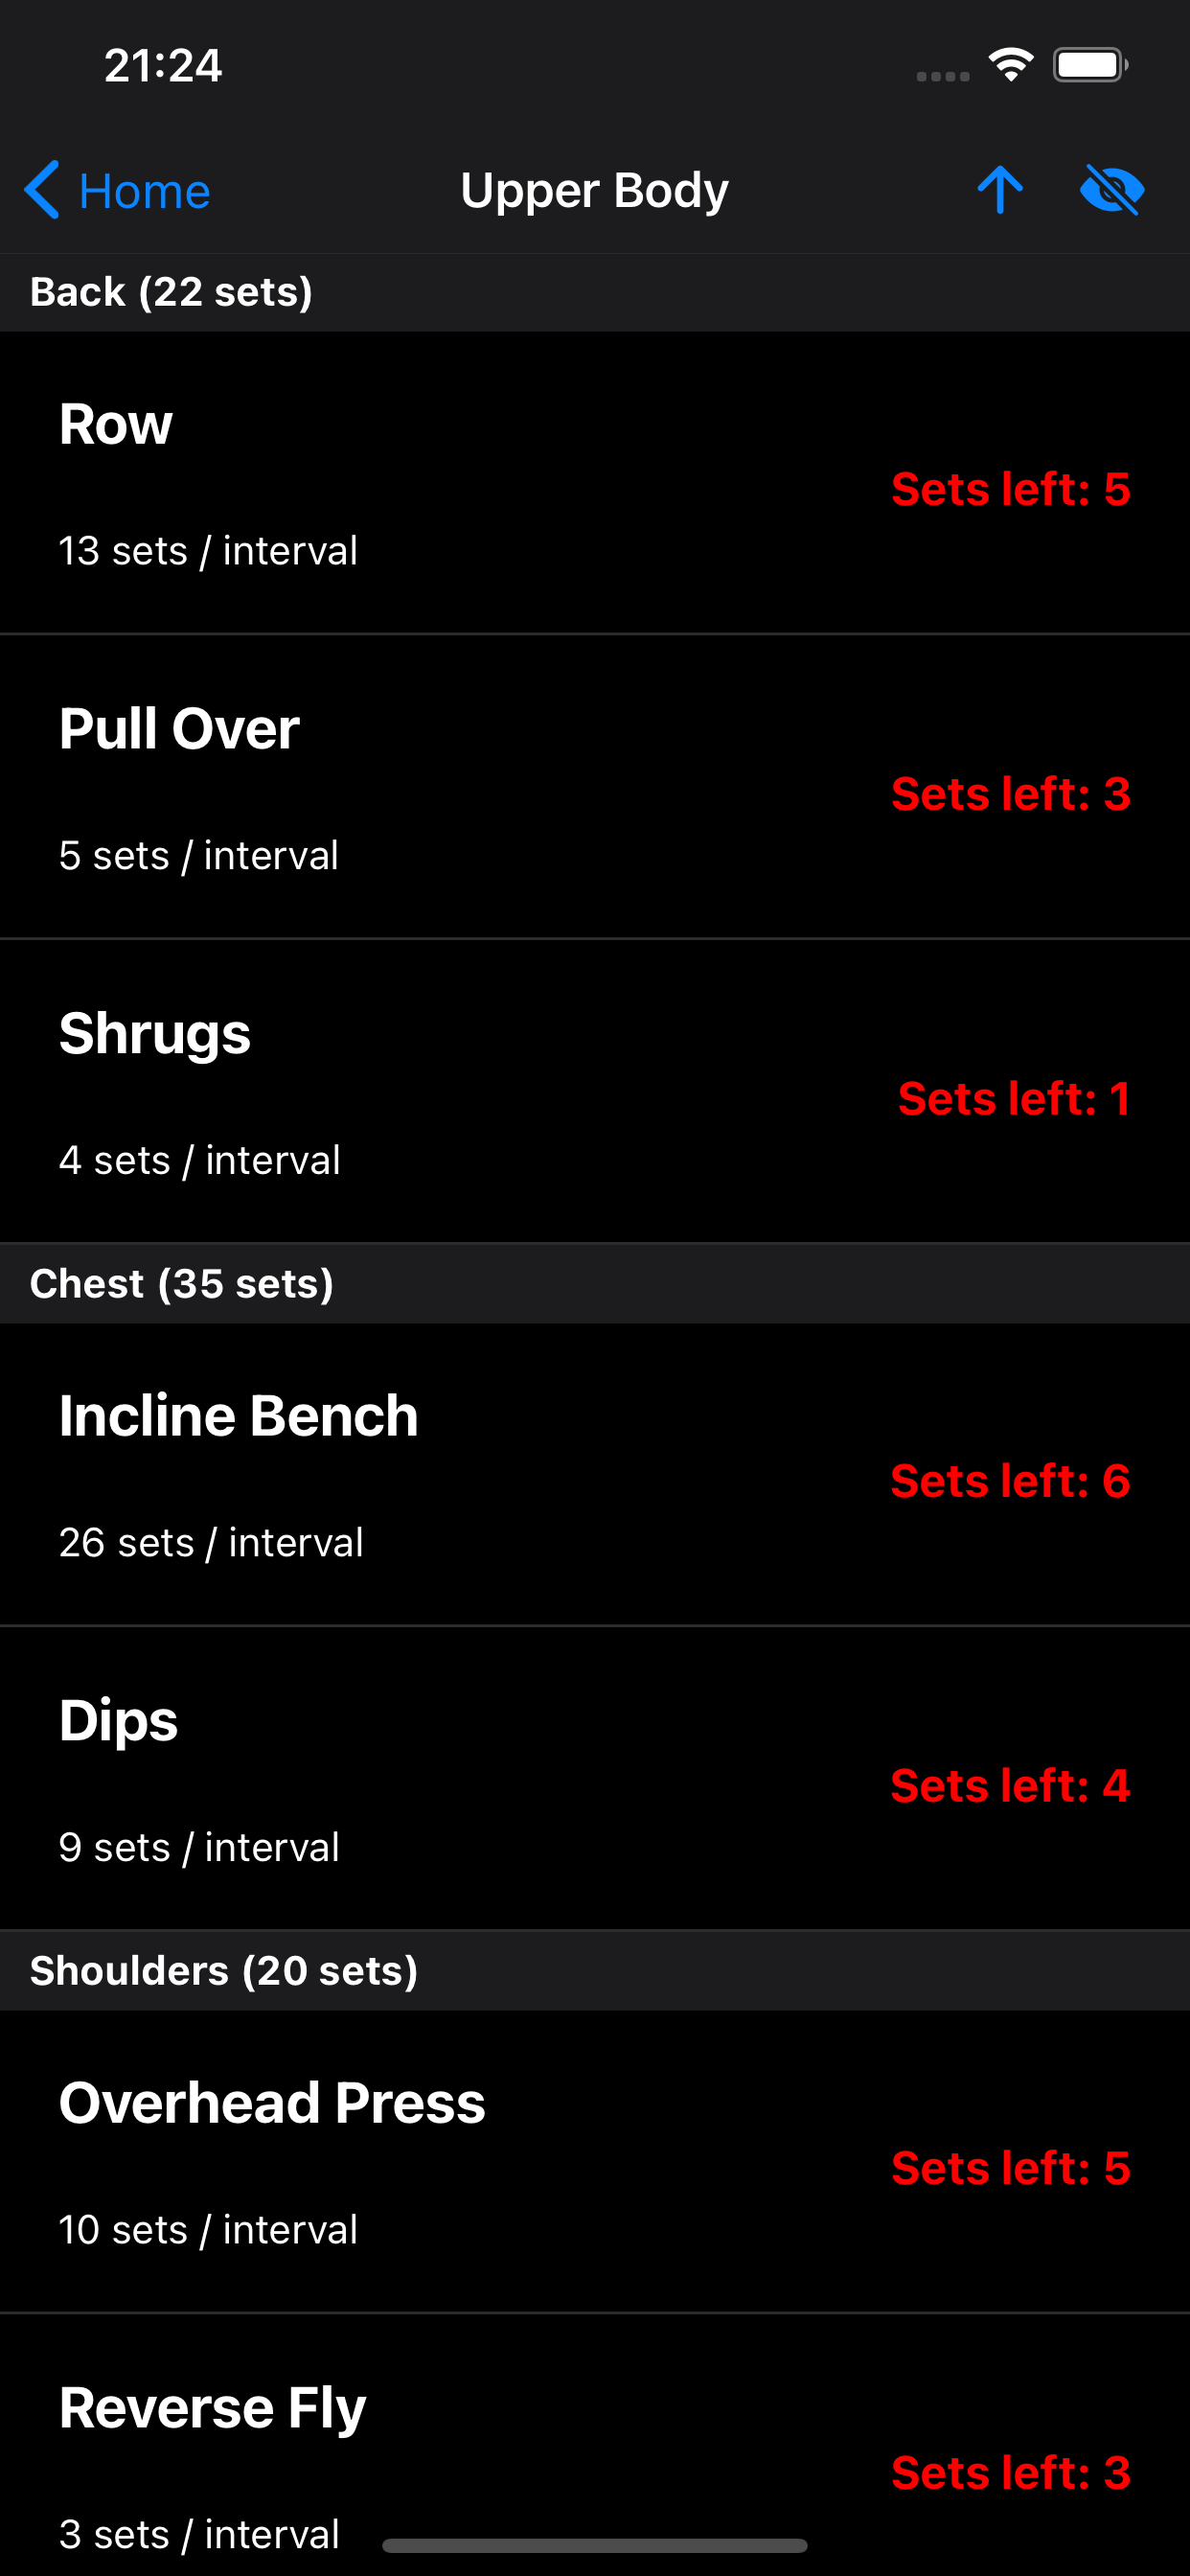 21:24
Home
Upper Body
Back (22 sets)
Row
Sets left: 5
13 sets / interval
Pull Over
Sets left: 3
5 sets / interval
Shrugs
Sets left: 1
4 sets / interval
Chest (35 sets)
Incline Bench
Sets left: 6
26 sets / interval
Dips
Sets left: 4
9 sets / interval
Shoulders (20 sets)
Overhead Press
Sets left: 5
10 sets / interval
Reverse Fly
Sets left: 3
3 sets / interval